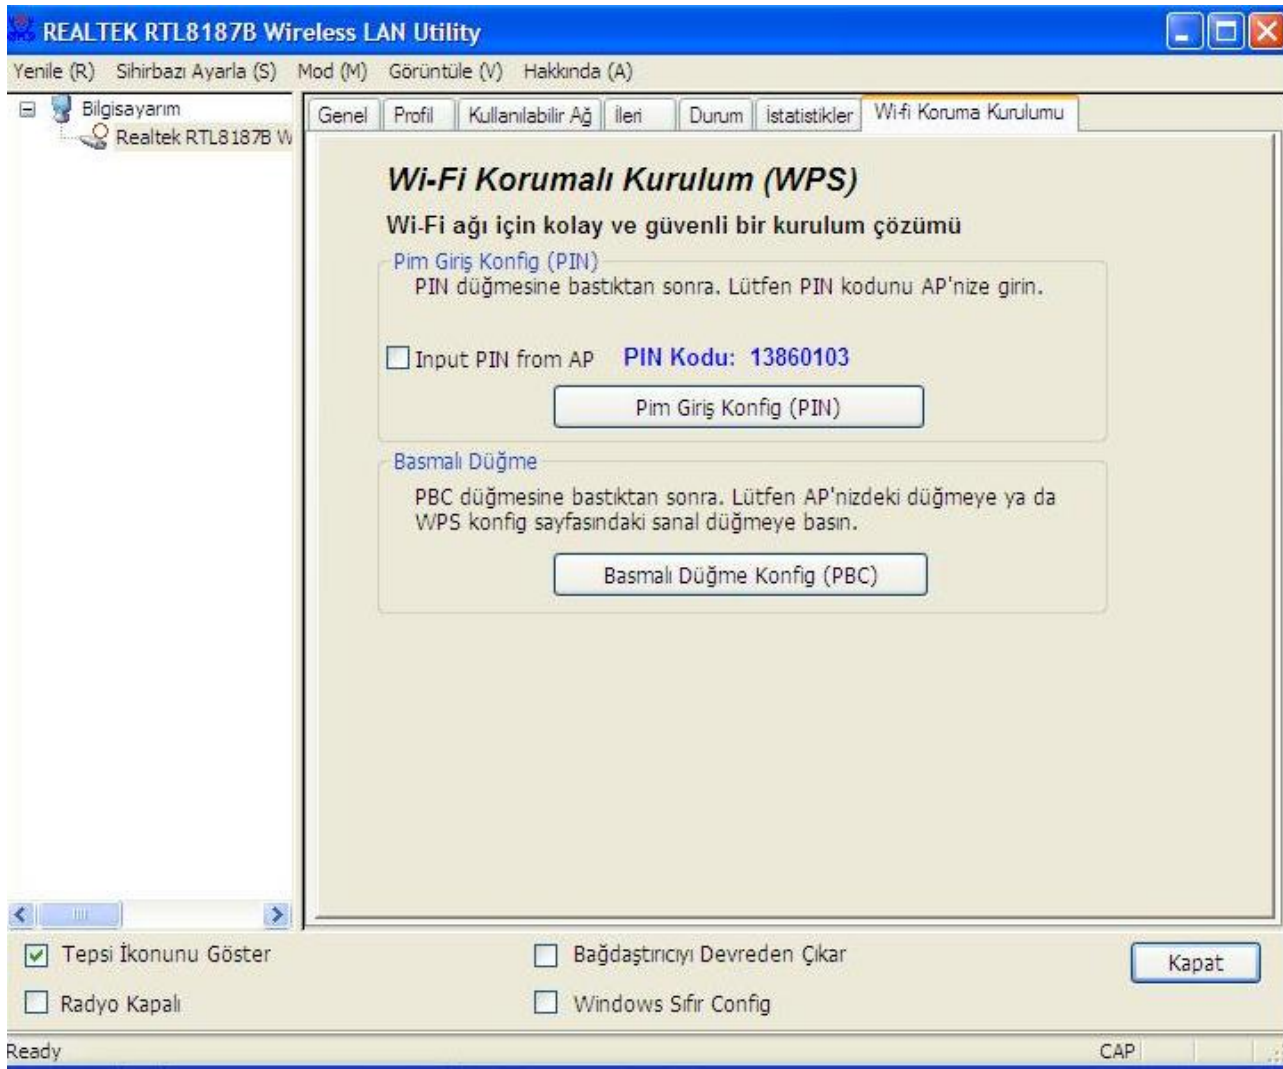 REALTEK RTL8187B Wireless LAN Utility
Yenile (R) Sihirbazı Ayarla (S) Mod (M) Görüntüle (V) Hakkında (A)
Bilgisayarım
Realtek RTL8187B W
Genel Profil Kullanılabilir Ağ İleri Durum İstatistikler Wi-fi Koruma Kurulumu
Wi-Fi Korumalı Kurulum (WPS)
Wi-Fi ağı için kolay ve güvenli bir kurulum çözümü
Pim Giriş Konfig (PIN)
PIN düğmesine bastıktan sonra. Lütfen PIN kodunu AP'nize girin.
Input PIN from AP PIN Kodu: 13860103
Pim Giriş Konfig (PIN)
Basmalı Düğme
PBC düğmesine bastıktan sonra. Lütfen AP'nizdeki düğmeye ya da
WPS konfig sayfasındaki sanal düğmeye basın.
Basmalı Düğme Konfig (PBC)
Tepsi İkonunu Göster Bağdaştırıcıyı Devreden Çıkar Kapat
Radyo Kapalı Windows Sıfır Config
Ready CAP